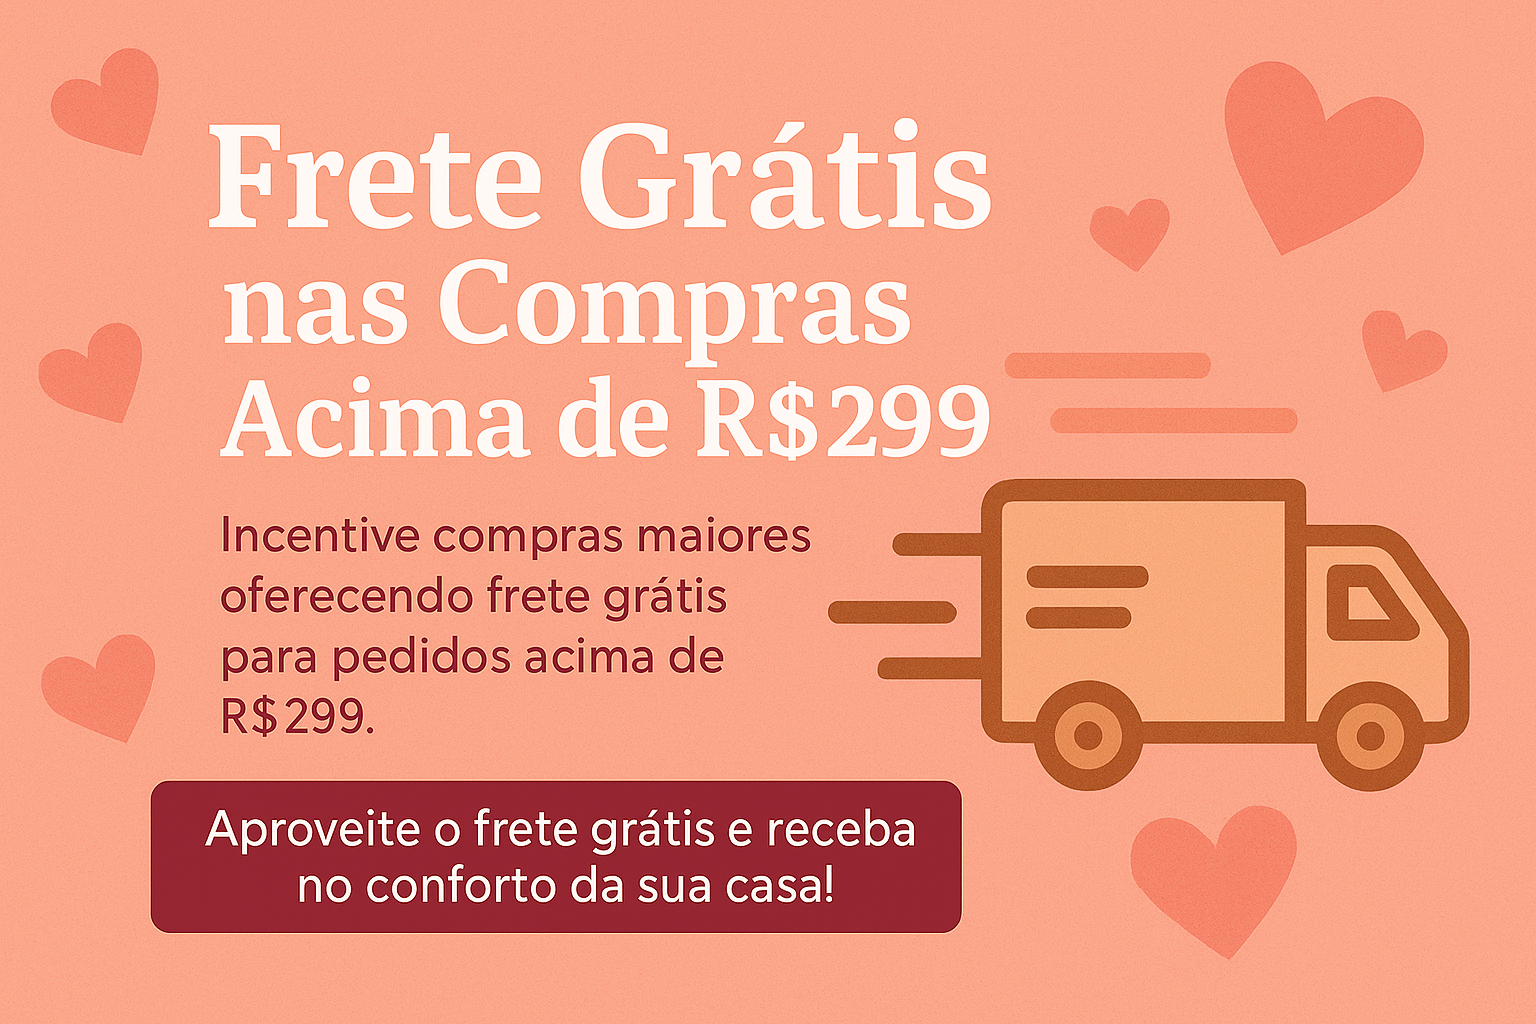 Frete Grátis
nas Compras
Acima de R$299
Incentive compras maiores
oferecendo frete grátis
para pedidos acima de
R$299.
Aproveite o frete grátis e receba
no conforto da sua casa!